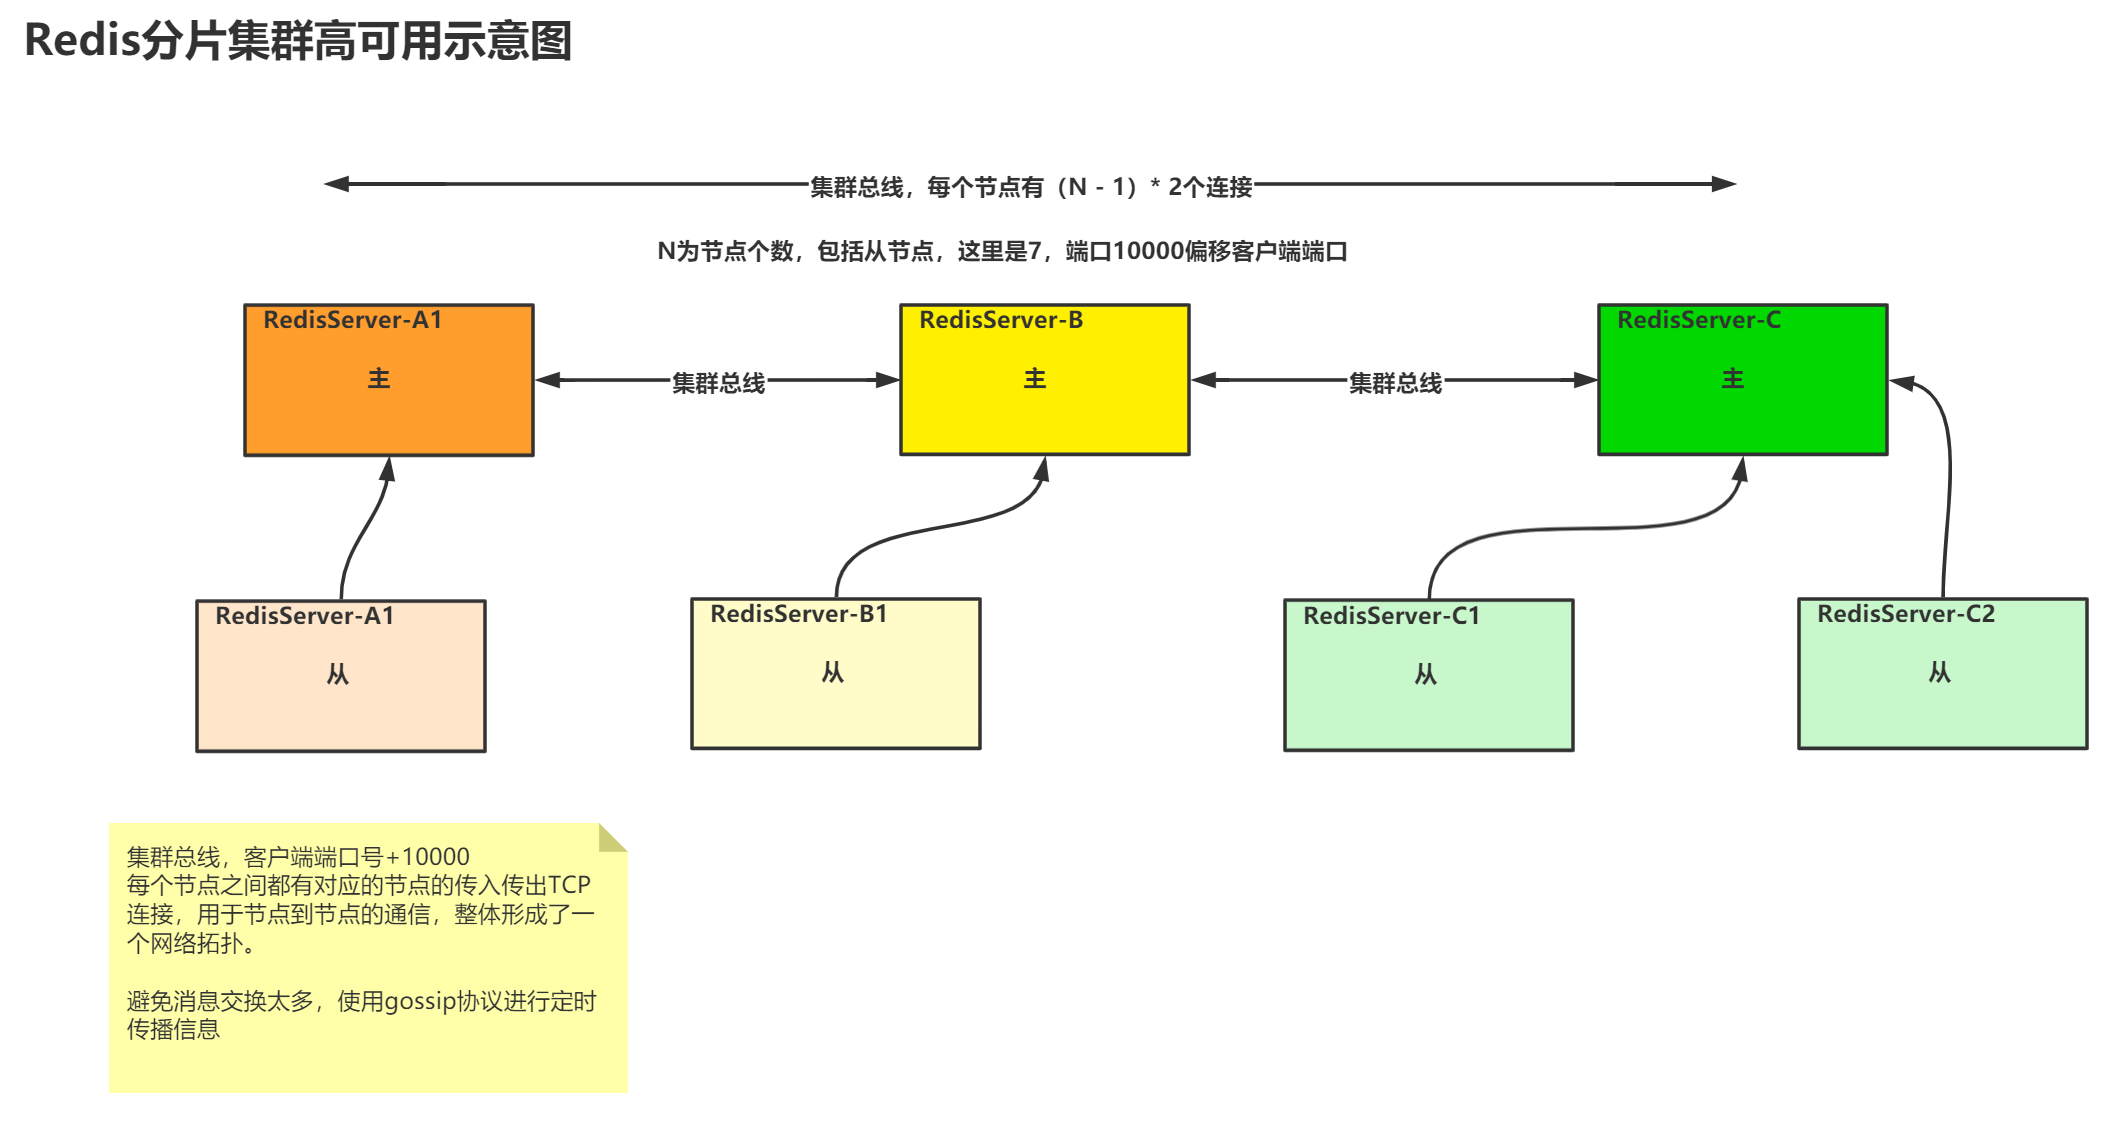 Redis分片集群高可用示意图
集群总线，每个节点有（N - 1）* 2个连接
N为节点个数，包括从节点，这里是7，端口10000偏移客户端端口
RedisServer-A1
主
集群总线
RedisServer-B
主
集群总线
RedisServer-C
主
RedisServer-A1
从
RedisServer-B1
从
RedisServer-C1
从
RedisServer-C2
从
集群总线，客户端端口号+10000
每个节点之间都有对应的节点的传入传出TCP
连接，用于节点到节点的通信，整体形成了一
个网络拓扑。
避免消息交换太多，使用gossip协议进行定时
传播信息